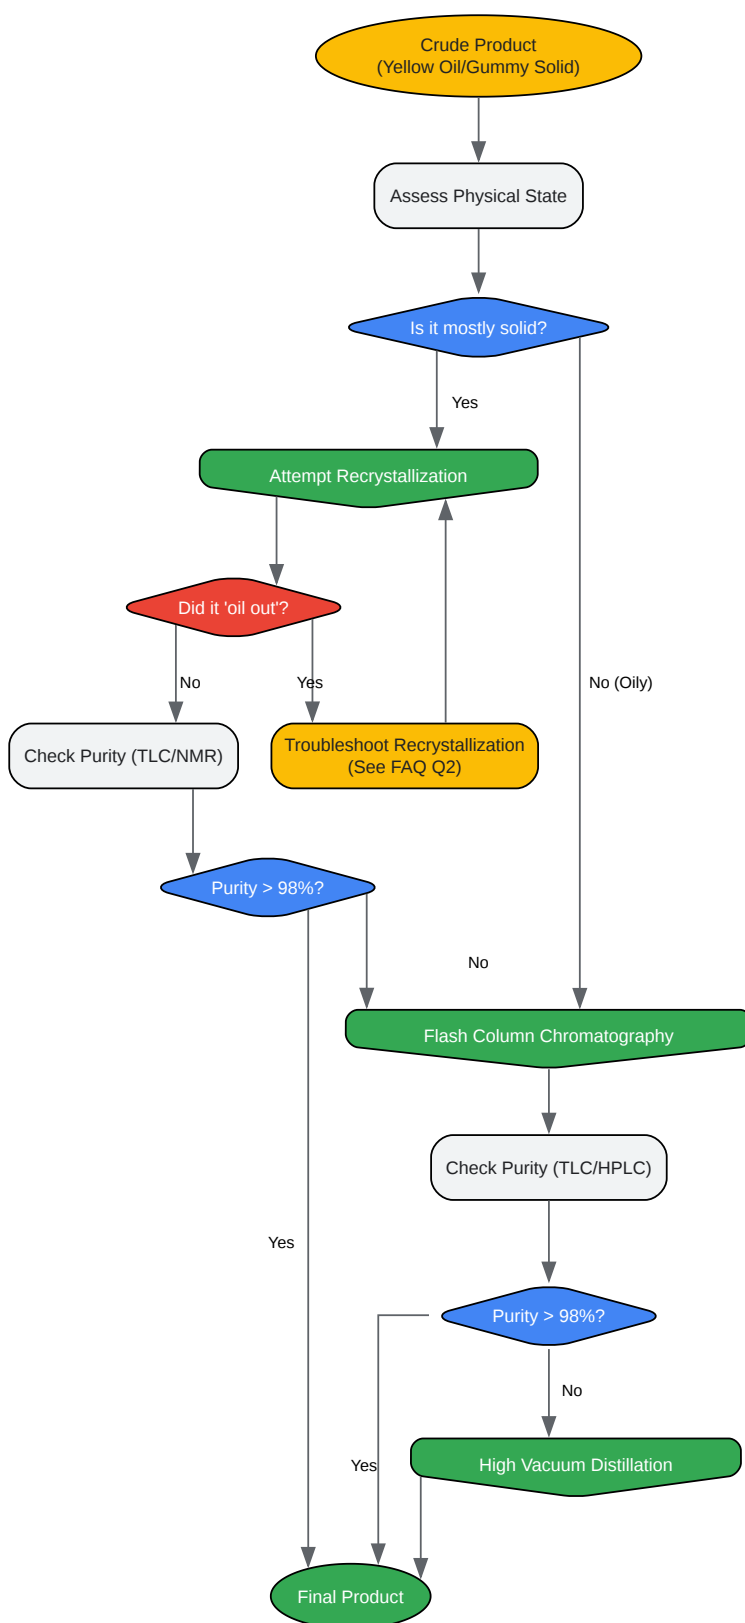 Crude Product
(Yellow Oil/Gummy Solid)
Assess Physical State
Is it mostly solid?
Yes
Attempt Recrystallization
Did it 'oil out'?
No
Yes
No (Oily)
Check Purity (TLC/NMR)
Troubleshoot Recrystallization
(See FAQ Q2)
Purity > 98%?
No
Flash Column Chromatography
Check Purity (TLC/HPLC)
Yes
Purity > 98%?
No
Yes
High Vacuum Distillation
Final Product